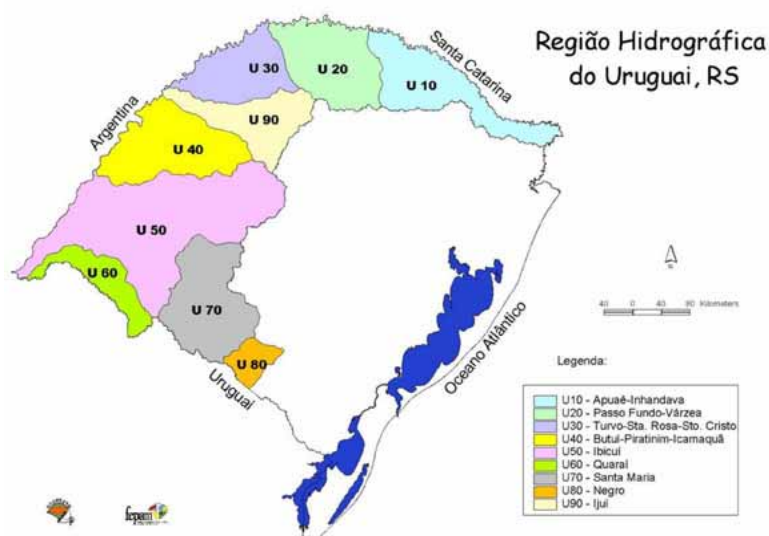 Região Hidrográfica
do Uruguai, RS
Santa Catarina
Argentina
U 30
U 20
U 10
U 90
U 40
U 50
U 60
U 70
U 80
Uruguai
Oceano Atlântico
N
40 0 40 80 Kilometers
Legenda:
U10 - Apuaê-Inhandava
U20 - Passo Fundo-Várzea
U30 - Turvo-Sta. Rosa-Sto. Cristo
U40 - Butuí-Piratinim-Icamaquã
U50 - Ibicuí
U60 - Quaraí
U70 - Santa Maria
U80 - Negro
U90 - Ijuí
fepam